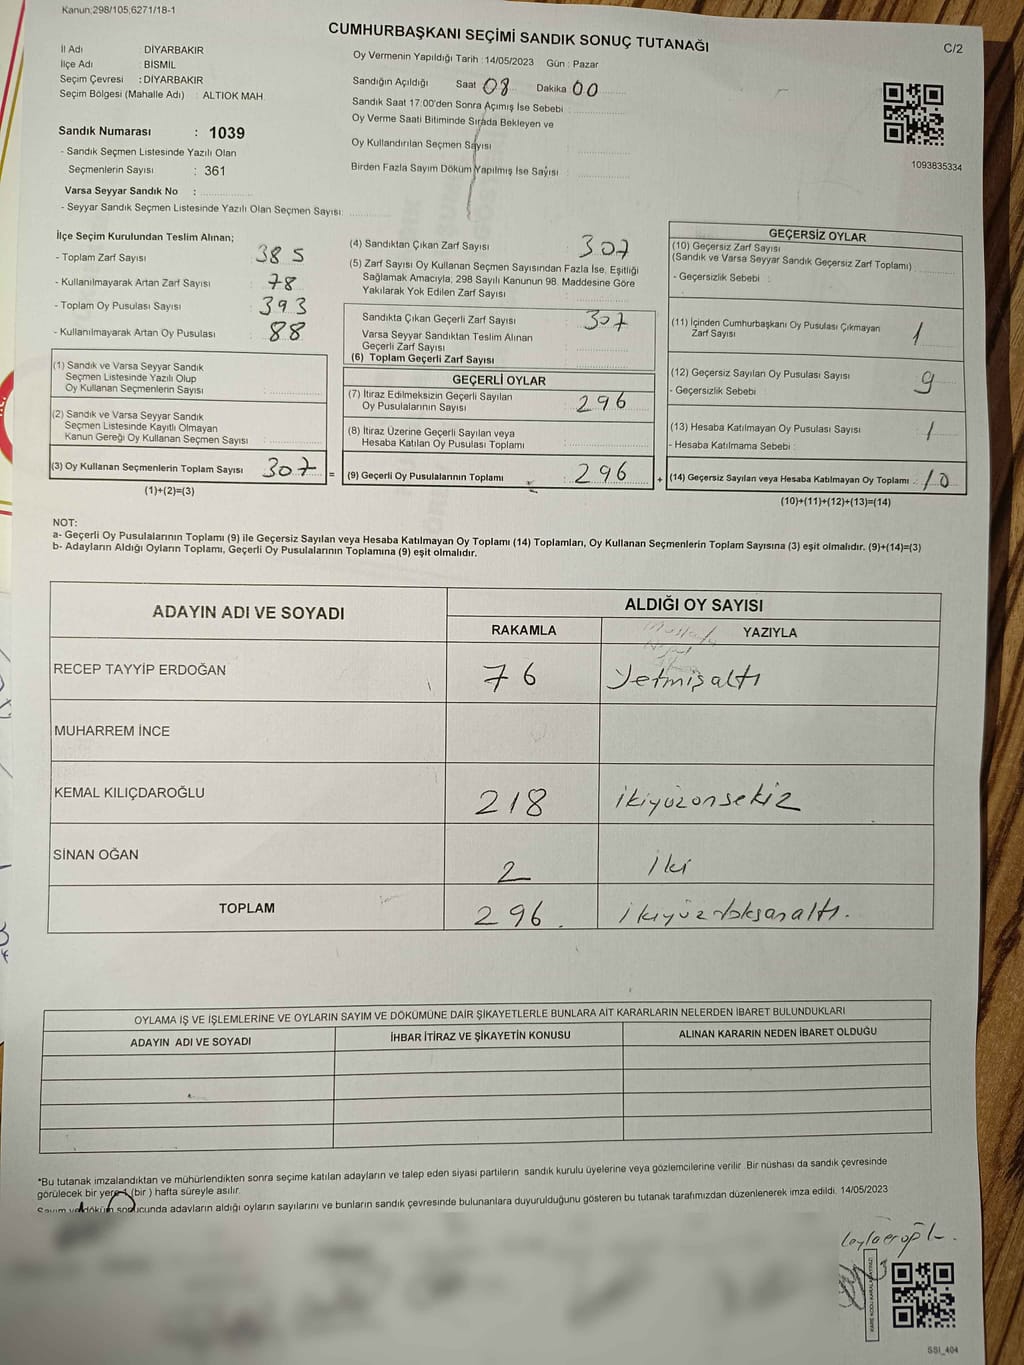 Kanun:298/105;6271/18-1
CUMHURBAŞKANI SEÇİMİ SANDIK SONUÇ TUTANAĞI
C/2
İl Adı DİYARBAKIR
İlçe Adı : BİSMİL
Seçim Çevresi : DİYARBAKIR
Seçim Bölgesi (Mahalle Adı) : ALTIOK MAH.
Oy Vermenin Yapıldığı Tarih : 14/05/2023 Gün : Pazar
Sandığın Açıldığı Saat 08 Dakika 00
Sandık Saat 17:00'den Sonra Açımış İse Sebebi
Oy Verme Saati Bitiminde Sırada Bekleyen ve
Oy Kullandırılan Seçmen Sayısı
Birden Fazla Sayım Döküm Yapılmış İse Sayısı
1093835334
Sandık Numarası : 1039
- Sandık Seçmen Listesinde Yazılı Olan
Seçmenlerin Sayısı : 361
Varsa Seyyar Sandık No :
- Seyyar Sandık Seçmen Listesinde Yazılı Olan Seçmen Sayısı:
İlçe Seçim Kurulundan Teslim Alınan;
- Toplam Zarf Sayısı : 385
- Kullanılmayarak Artan Zarf Sayısı : 78
- Toplam Oy Pusulası Sayısı : 393
- Kullanılmayarak Artan Oy Pusulası : 88
(1) Sandık ve Varsa Seyyar Sandık
Seçmen Listesinde Yazılı Olup
Oy Kullanan Seçmenlerin Sayısı
(2) Sandık ve Varsa Seyyar Sandık
Seçmen Listesinde Kayıtlı Olmayan
Kanun Gereği Oy Kullanan Seçmen Sayısı
(3) Oy Kullanan Seçmenlerin Toplam Sayısı 307
(1)+(2)=(3)
(4) Sandıktan Çıkan Zarf Sayısı : 307
(5) Zarf Sayısı Oy Kullanan Seçmen Sayısından Fazla İse, Eşitliği
Sağlamak Amacıyla, 298 Sayılı Kanunun 98. Maddesine Göre
Yakılarak Yok Edilen Zarf Sayısı
Sandıkta Çıkan Geçerli Zarf Sayısı : 307
Varsa Seyyar Sandıktan Teslim Alınan
Geçerli Zarf Sayısı
(6) Toplam Geçerli Zarf Sayısı
GEÇERLİ OYLAR
(7) İtiraz Edilmeksizin Geçerli Sayılan
Oy Pusulalarının Sayısı : 296
(8) İtiraz Üzerine Geçerli Sayılan veya
Hesaba Katılan Oy Pusulası Toplamı
= (9) Geçerli Oy Pusulalarının Toplamı : 296
GEÇERSİZ OYLAR
(10) Geçersiz Zarf Sayısı
(Sandık ve Varsa Seyyar Sandık Geçersiz Zarf Toplamı)
- Geçersizlik Sebebi :
(11) İçinden Cumhurbaşkanı Oy Pusulası Çıkmayan
Zarf Sayısı 1
(12) Geçersiz Sayılan Oy Pusulası Sayısı 9
- Geçersizlik Sebebi
(13) Hesaba Katılmayan Oy Pusulası Sayısı 1
- Hesaba Katılmama Sebebi :
+ (14) Geçersiz Sayılan veya Hesaba Katılmayan Oy Toplamı : 10
(10)+(11)+(12)+(13)=(14)
NOT:
a- Geçerli Oy Pusulalarının Toplamı (9) ile Geçersiz Sayılan veya Hesaba Katılmayan Oy Toplamı (14) Toplamları, Oy Kullanan Seçmenlerin Toplam Sayısına (3) eşit olmalıdır. (9)+(14)=(3)
b- Adayların Aldığı Oyların Toplamı, Geçerli Oy Pusulalarının Toplamına (9) eşit olmalıdır.
ADAYIN ADI VE SOYADI ALDIĞI OY SAYISI
RAKAMLA YAZIYLA
RECEP TAYYİP ERDOĞAN 76 Yetmişaltı
MUHARREM İNCE
KEMAL KILIÇDAROĞLU 218 ikiyüzonsekiz
SİNAN OĞAN 2 iki
TOPLAM 296. ikiyüzdoksanaltı.
OYLAMA İŞ VE İŞLEMLERİNE VE OYLARIN SAYIM VE DÖKÜMÜNE DAİR ŞİKAYETLERLE BUNLARA AİT KARARLARIN NELERDEN İBARET BULUNDUKLARI
ADAYIN ADI VE SOYADI İHBAR İTİRAZ VE ŞİKAYETİN KONUSU ALINAN KARARIN NEDEN İBARET OLDUĞU
*Bu tutanak imzalandıktan ve mühürlendikten sonra seçime katılan adayların ve talep eden siyasi partilerin sandık kurulu üyelerine veya gözlemcilerine verilir. Bir nüshası da sandık çevresinde
görülecek bir yere 1 (bir ) hafta süreyle asılır.
Sayım ve döküm sonucunda adayların aldığı oyların sayılarını ve bunların sandık çevresinde bulunanlara duyurulduğunu gösteren bu tutanak tarafımızdan düzenlenerek imza edildi. 14/05/2023
SSI_404